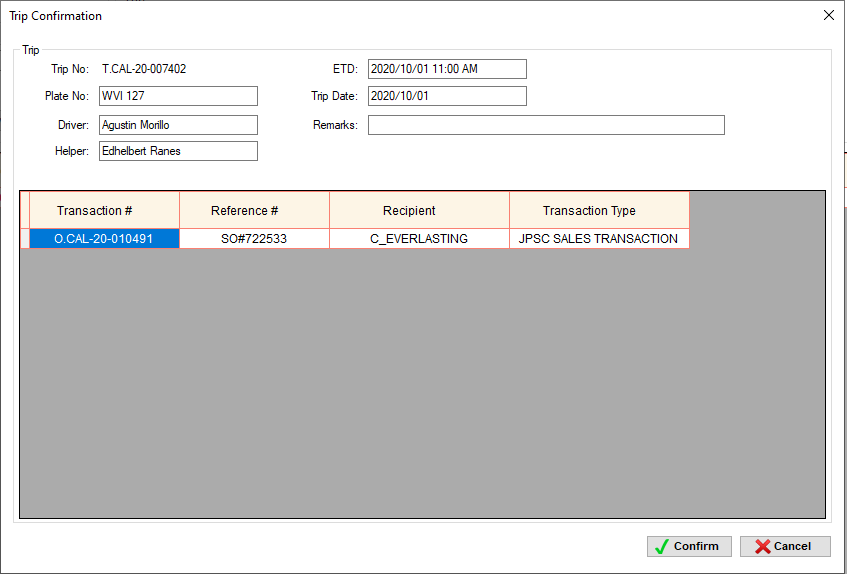 Trip Confirmation
Trip
Trip No: T.CAL-20-007402 ETD: 2020/10/01 11:00 AM
Plate No: WVI 127 Trip Date: 2020/10/01
Driver: Agustin Morillo Remarks:
Helper: Edhelbert Ranes
Transaction # Reference # Recipient Transaction Type
O.CAL-20-010491 SO#722533 C_EVERLASTING JPSC SALES TRANSACTION
Confirm Cancel